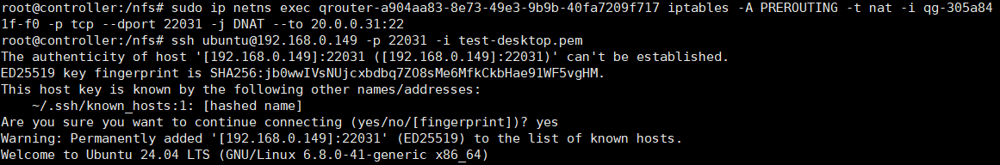 root@controller:/nfs# sudo ip netns exec qrouter-a904aa83-8e73-49e3-9b9b-40fa7209f717 iptables -A PREROUTING -t nat -i qg-305a84
1f-f0 -p tcp --dport 22031 -j DNAT --to 20.0.0.31:22
root@controller:/nfs# ssh ubuntu@192.168.0.149 -p 22031 -i test-desktop.pem
The authenticity of host '[192.168.0.149]:22031 ([192.168.0.149]:22031)' can't be established.
ED25519 key fingerprint is SHA256:jb0wwIVsNUjcxbdbq7ZO8sMe6MfkCkbHae91WF5vgHM.
This host key is known by the following other names/addresses:
    ~/.ssh/known_hosts:1: [hashed name]
Are you sure you want to continue connecting (yes/no/[fingerprint])? yes
Warning: Permanently added '[192.168.0.149]:22031' (ED25519) to the list of known hosts.
Welcome to Ubuntu 24.04 LTS (GNU/Linux 6.8.0-41-generic x86_64)